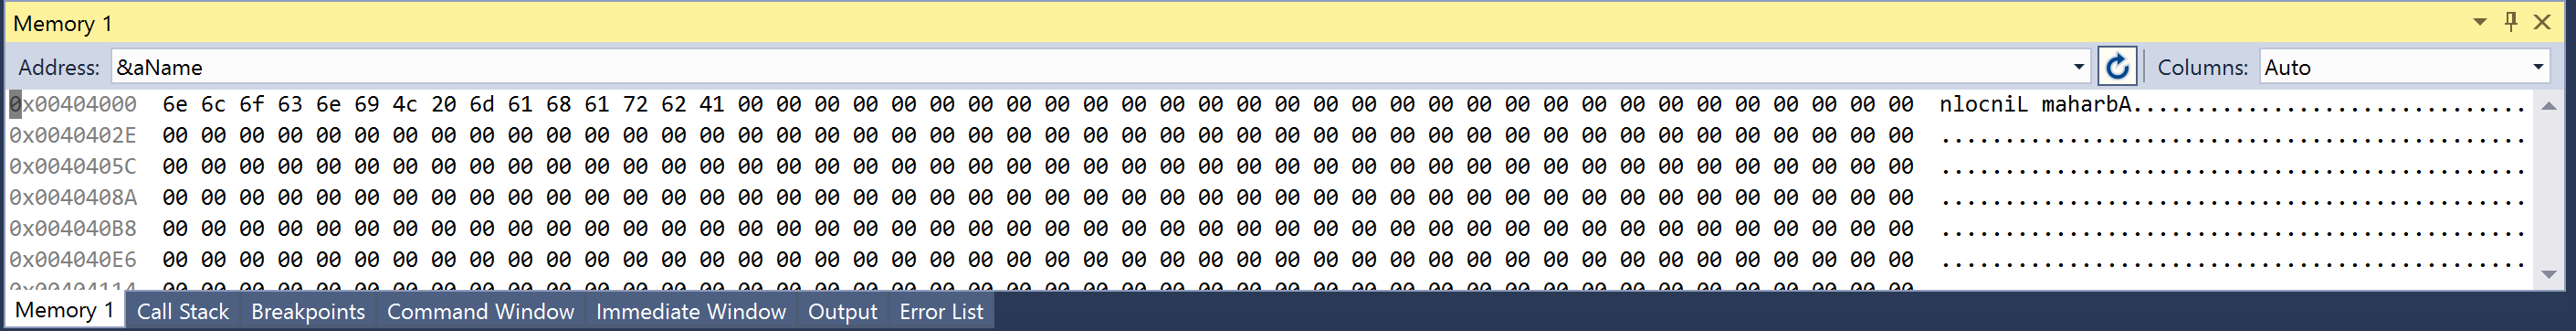 Memory 1
Address: &aName Columns: Auto
0x00404000 6e 6c 6f 63 6e 69 4c 20 6d 61 68 61 72 62 41 00 00 00 00 00 00 00 00 00 00 00 00 00 00 00 00 00 00 00 00 00 00 00 00 00 00 00 00 00 00 00 nlocniL maharbA...............................
0x0040402E 00 00 00 00 00 00 00 00 00 00 00 00 00 00 00 00 00 00 00 00 00 00 00 00 00 00 00 00 00 00 00 00 00 00 00 00 00 00 00 00 00 00 00 00 00 00 ..............................................
0x0040405C 00 00 00 00 00 00 00 00 00 00 00 00 00 00 00 00 00 00 00 00 00 00 00 00 00 00 00 00 00 00 00 00 00 00 00 00 00 00 00 00 00 00 00 00 00 00 ..............................................
0x0040408A 00 00 00 00 00 00 00 00 00 00 00 00 00 00 00 00 00 00 00 00 00 00 00 00 00 00 00 00 00 00 00 00 00 00 00 00 00 00 00 00 00 00 00 00 00 00 ..............................................
0x004040B8 00 00 00 00 00 00 00 00 00 00 00 00 00 00 00 00 00 00 00 00 00 00 00 00 00 00 00 00 00 00 00 00 00 00 00 00 00 00 00 00 00 00 00 00 00 00 ..............................................
0x004040E6 00 00 00 00 00 00 00 00 00 00 00 00 00 00 00 00 00 00 00 00 00 00 00 00 00 00 00 00 00 00 00 00 00 00 00 00 00 00 00 00 00 00 00 00 00 00 ..............................................
Memory 1 Call Stack Breakpoints Command Window Immediate Window Output Error List